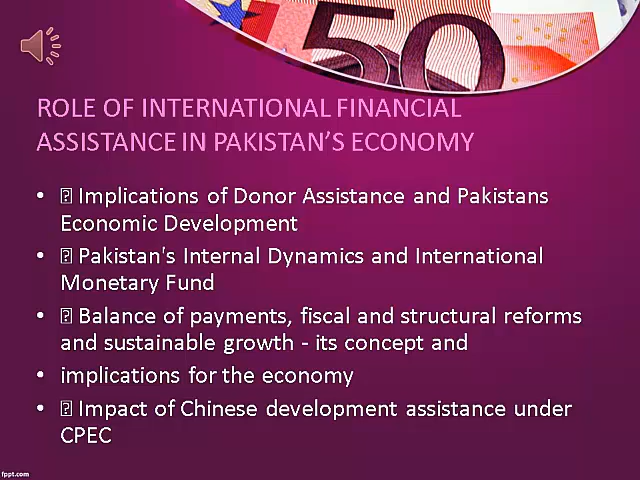 50
ROLE OF INTERNATIONAL FINANCIAL
ASSISTANCE IN PAKISTAN’S ECONOMY
• Implications of Donor Assistance and Pakistans
Economic Development
• Pakistan's Internal Dynamics and International
Monetary Fund
• Balance of payments, fiscal and structural reforms
and sustainable growth - its concept and
• implications for the economy
• Impact of Chinese development assistance under
CPEC
fppt.com